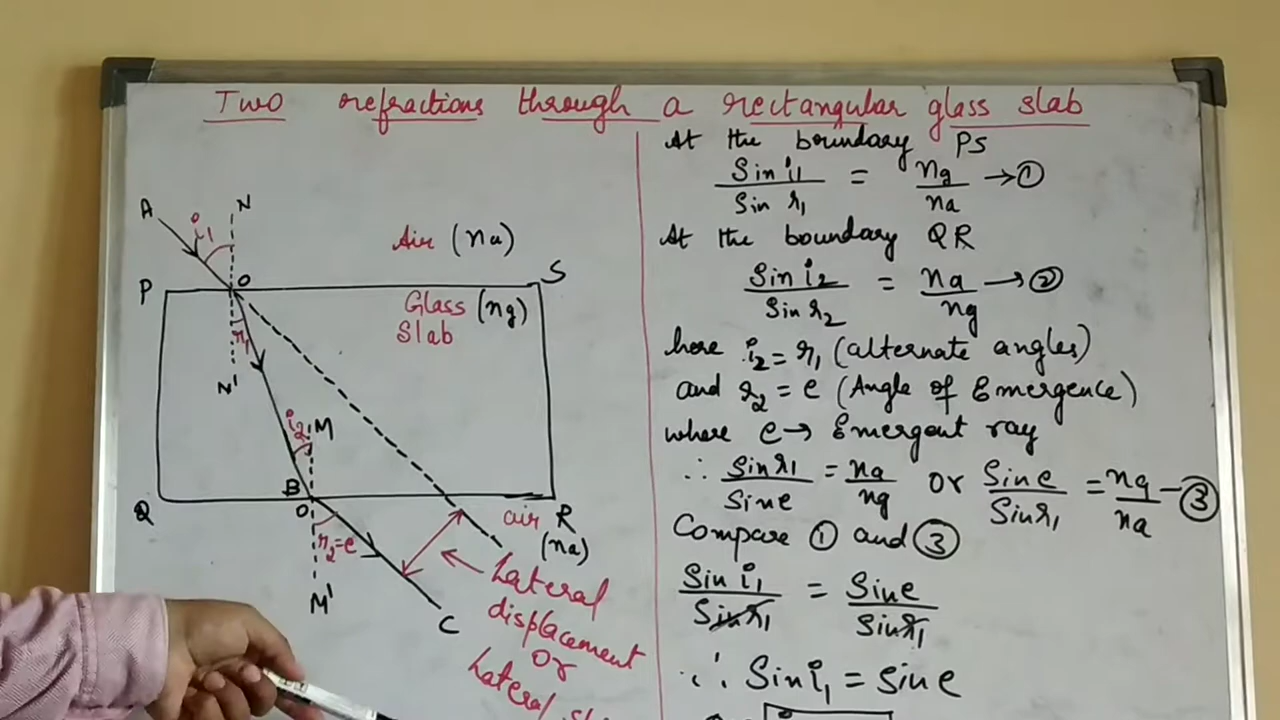 Two refractions through a rectangular glass slab
A
N
i1
Air (na)
P
O
S
Glass (ng)
Slab
r1
N'
i2
M
B
Q
O'
air
R
(na)
r2=e
M'
C
Lateral
displacement
or
Lateral
At the boundary PS
Sin i1 / Sin r1 = ng / na → ①
At the boundary QR
Sin i2 / Sin r2 = na / ng → ②
here i2 = r1 (alternate angles)
and r2 = e (Angle of Emergence)
where e → Emergent ray
∴ Sin r1 / Sin e = na / ng or Sin e / Sin r1 = ng / na - ③
Compare ① and ③
Sin i1 / Sin r1 = Sin e / Sin r1
∴ Sin i1 = Sin e